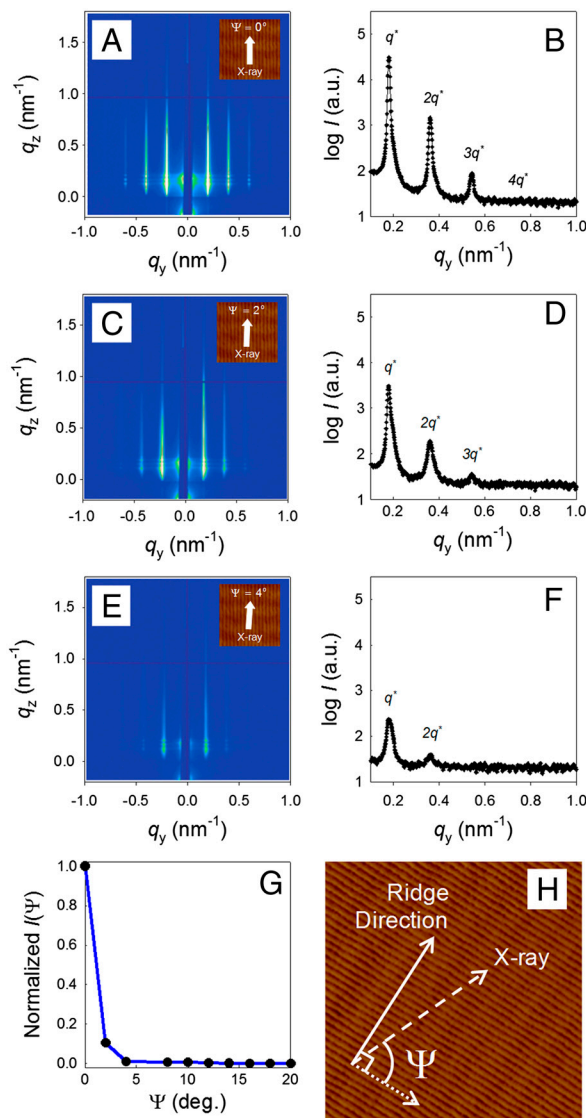 A
Ψ = 0°
X-ray
qz (nm-1)
1.5
1.0
0.5
0.0
-1.0 -0.5 0.0 0.5 1.0
qy (nm-1)
B
q*
2q*
3q*
4q*
log I (a.u.)
5
4
3
2
1
0.2 0.4 0.6 0.8 1.0
qy (nm-1)
C
Ψ = 2°
X-ray
qz (nm-1)
1.5
1.0
0.5
0.0
-1.0 -0.5 0.0 0.5 1.0
qy (nm-1)
D
q*
2q*
3q*
log I (a.u.)
5
4
3
2
1
0.2 0.4 0.6 0.8 1.0
qy (nm-1)
E
Ψ = 4°
X-ray
qz (nm-1)
1.5
1.0
0.5
0.0
-1.0 -0.5 0.0 0.5 1.0
qy (nm-1)
F
q*
2q*
log I (a.u.)
5
4
3
2
1
0.2 0.4 0.6 0.8 1.0
qy (nm-1)
G
Normalized I(Ψ)
1.0
0.8
0.6
0.4
0.2
0.0
0 5 10 15 20
Ψ (deg.)
H
Ridge
Direction
X-ray
Ψ